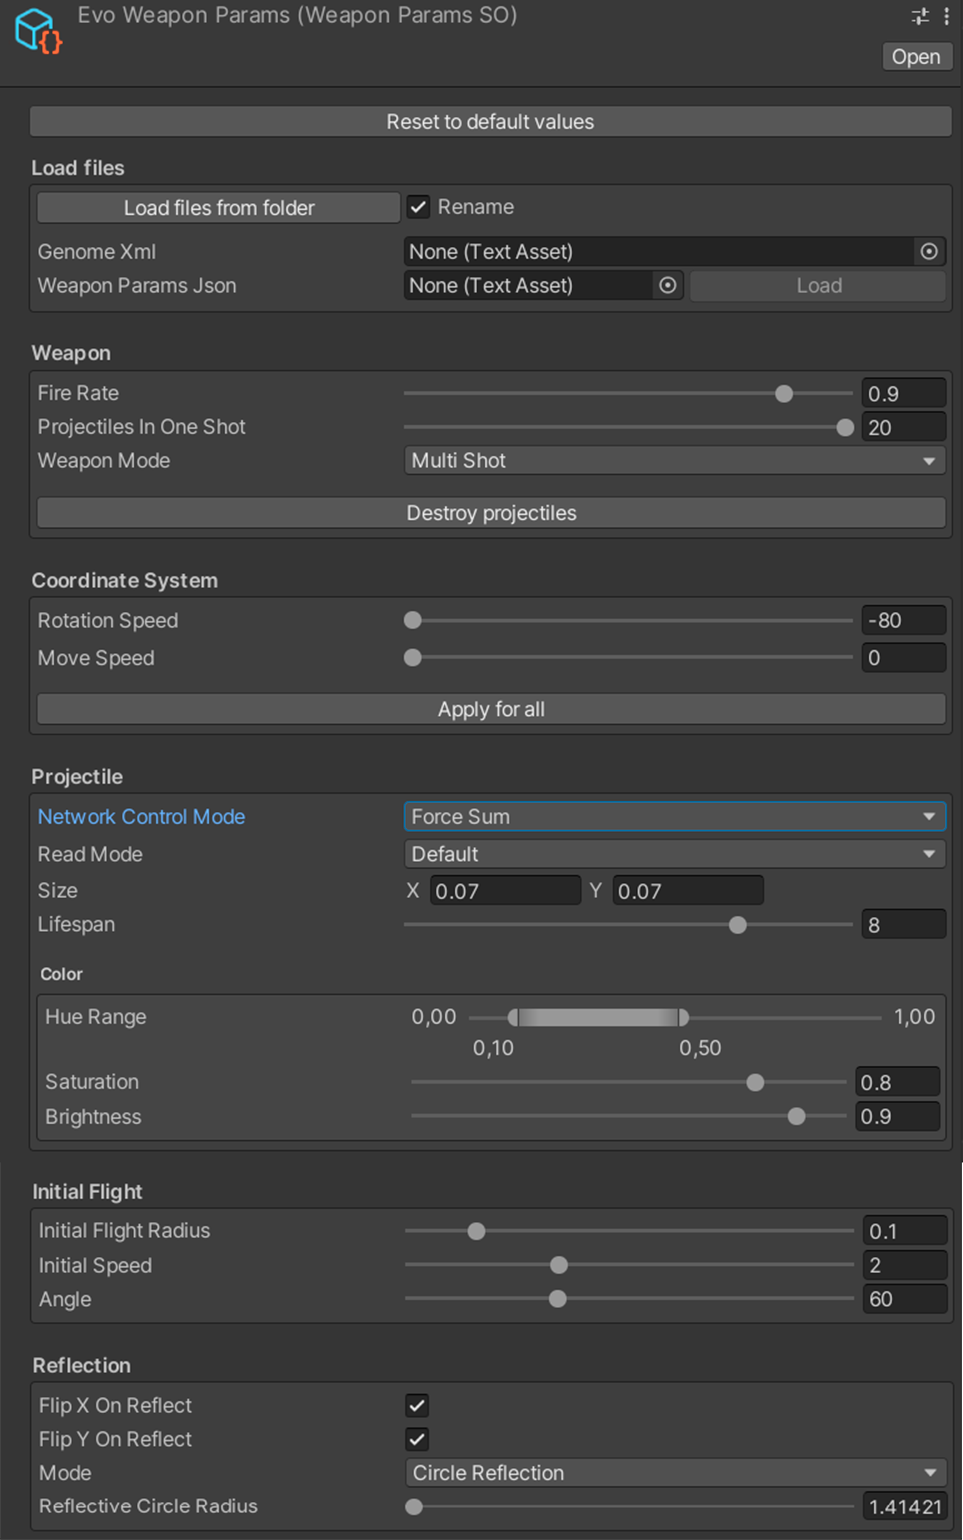 Evo Weapon Params (Weapon Params SO)
Open
Reset to default values
Load files
Load files from folder
Rename
Genome Xml None (Text Asset)
Weapon Params Json None (Text Asset) Load
Weapon
Fire Rate 0.9
Projectiles In One Shot 20
Weapon Mode Multi Shot
Destroy projectiles
Coordinate System
Rotation Speed -80
Move Speed 0
Apply for all
Projectile
Network Control Mode Force Sum
Read Mode Default
Size X 0.07 Y 0.07
Lifespan 8
Color
Hue Range 0,00 1,00
0,10 0,50
Saturation 0.8
Brightness 0.9
Initial Flight
Initial Flight Radius 0.1
Initial Speed 2
Angle 60
Reflection
Flip X On Reflect
Flip Y On Reflect
Mode Circle Reflection
Reflective Circle Radius 1.41421